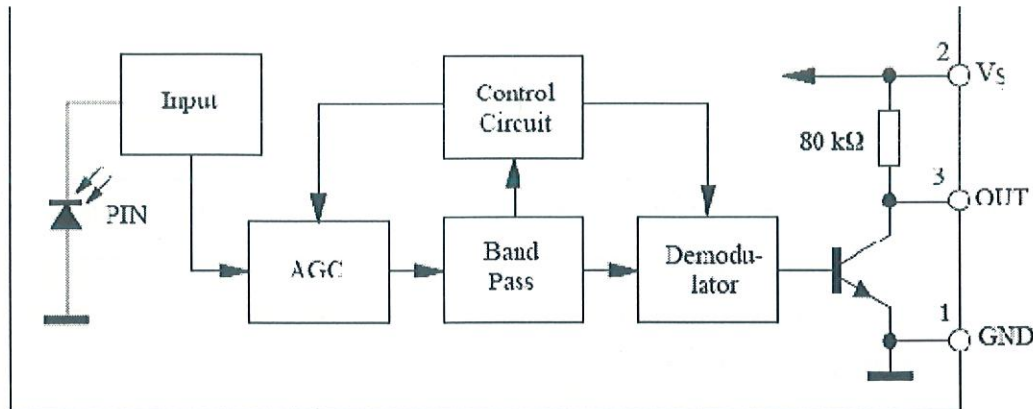 Input
PIN
AGC
Control
Circuit
Band
Pass
Demodu-
lator
80 kΩ
2
VS
3
OUT
1
GND